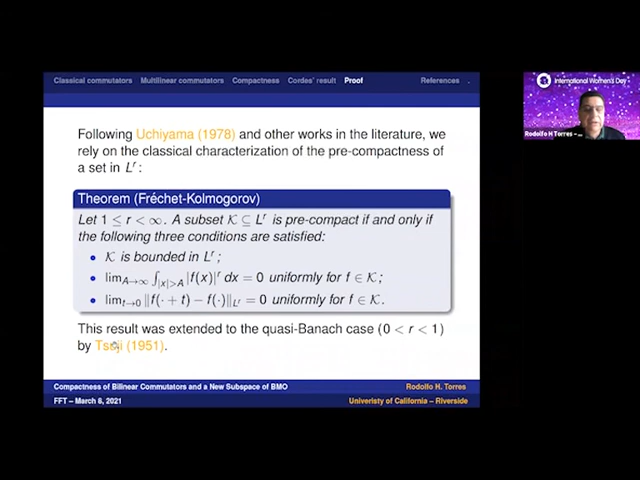 Classical commutators Multilinear commutators Compactness Cordes' result Proof References
International Women's Day
Following Uchiyama (1978) and other works in the literature, we
rely on the classical characterization of the pre-compactness of
a set in Lʳ:
Rodolfo H. Torres -
Theorem (Fréchet-Kolmogorov)
Let 1 ≤ r < ∞. A subset 𝒦 ⊆ Lʳ is pre-compact if and only if
the following three conditions are satisfied:
• 𝒦 is bounded in Lʳ;
• lim_{A→∞} ∫_{|x|>A} |f(x)|ʳ dx = 0 uniformly for f ∈ 𝒦;
• lim_{t→0} ‖f(· + t) − f(·)‖_{Lʳ} = 0 uniformly for f ∈ 𝒦.
This result was extended to the quasi-Banach case (0 < r < 1)
by Tsuji (1951).
Compactness of Bilinear Commutators and a New Subspace of BMO Rodolfo H. Torres
FFT – March 8, 2021 Univeristy of California – Riverside